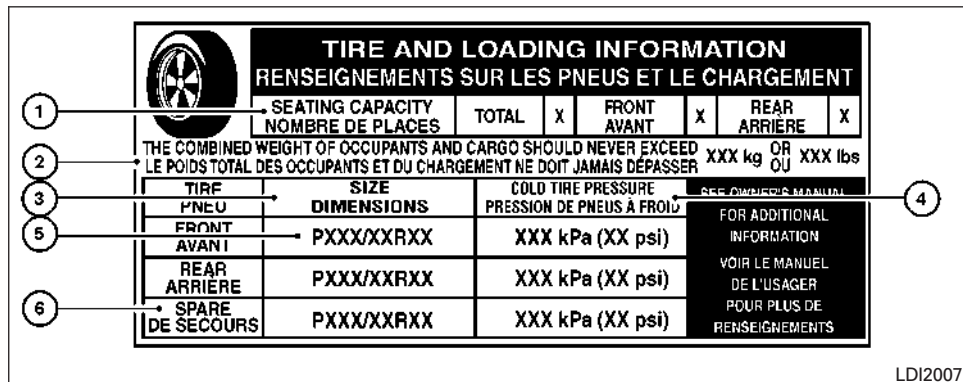 TIRE AND LOADING INFORMATION
RENSEIGNEMENTS SUR LES PNEUS ET LE CHARGEMENT
1
SEATING CAPACITY
NOMBRE DE PLACES
TOTAL
X
FRONT
AVANT
X
REAR
ARRIÈRE
X
2
THE COMBINED WEIGHT OF OCCUPANTS AND CARGO SHOULD NEVER EXCEED
LE POIDS TOTAL DES OCCUPANTS ET DU CHARGEMENT NE DOIT JAMAIS DÉPASSER
XXX kg
OR
OU
XXX lbs
3
TIRE
PNEU
SIZE
DIMENSIONS
COLD TIRE PRESSURE
PRESSION DE PNEUS À FROID
4
5
FRONT
AVANT
PXXX/XXRXX
XXX kPa (XX psi)
REAR
ARRIÈRE
PXXX/XXRXX
XXX kPa (XX psi)
6
SPARE
DE SECOURS
PXXX/XXRXX
XXX kPa (XX psi)
SEE OWNER'S MANUAL
FOR ADDITIONAL
INFORMATION
VOIR LE MANUEL
DE L'USAGER
POUR PLUS DE
RENSEIGNEMENTS
LDI2007